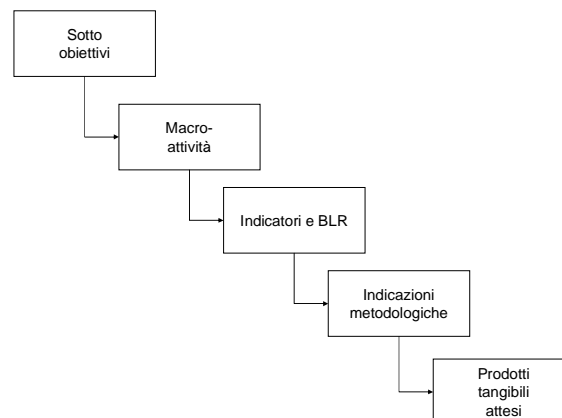 Sotto
obiettivi
Macro-
attività
Indicatori e BLR
Indicazioni
metodologiche
Prodotti
tangibili
attesi